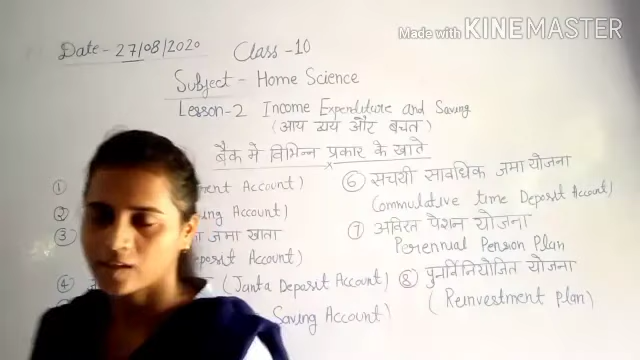 Made with KINEMASTER
Date - 27/08/2020
Class -10
Subject - Home Science
Lesson-2 Income Expenditure and Saving
(आय व्यय और बचत)
बैंक मे विभिन्न प्रकार के खाते
①
rent Account)
②
ing Account)
③
जमा खाता
posit Account)
④
(Janta Deposit Account)
Saving Account)
⑥ सचयी सावधिक जमा योजना
Commulative time Deposit Account)
⑦ अविरत पेंशन योजना
Perennual Pension Plan
⑧ पुनर्विनियोजित योजना
(Reinvestment plan)